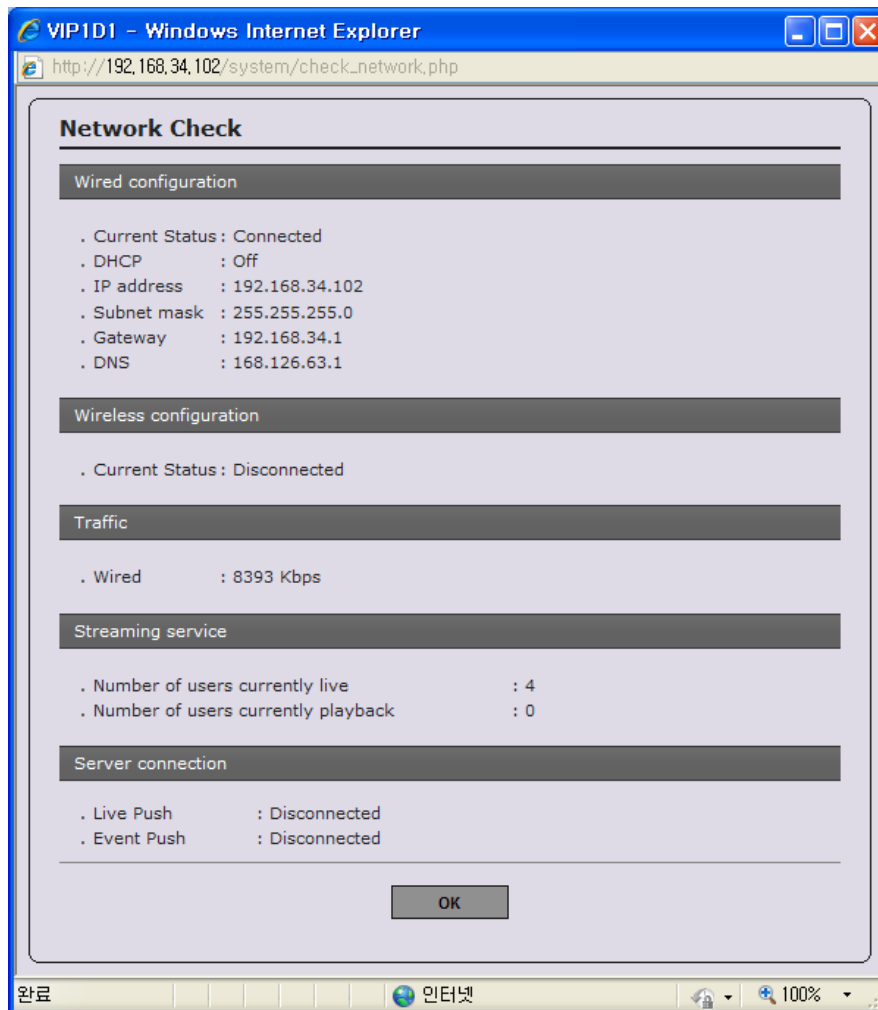 VIP1D1 - Windows Internet Explorer
http://192,168,34,102/system/check_network,php
Network Check
Wired configuration
. Current Status : Connected
. DHCP : Off
. IP address : 192.168.34.102
. Subnet mask : 255.255.255.0
. Gateway : 192.168.34.1
. DNS : 168.126.63.1
Wireless configuration
. Current Status : Disconnected
Traffic
. Wired : 8393 Kbps
Streaming service
. Number of users currently live : 4
. Number of users currently playback : 0
Server connection
. Live Push : Disconnected
. Event Push : Disconnected
OK
완료 인터넷 100%